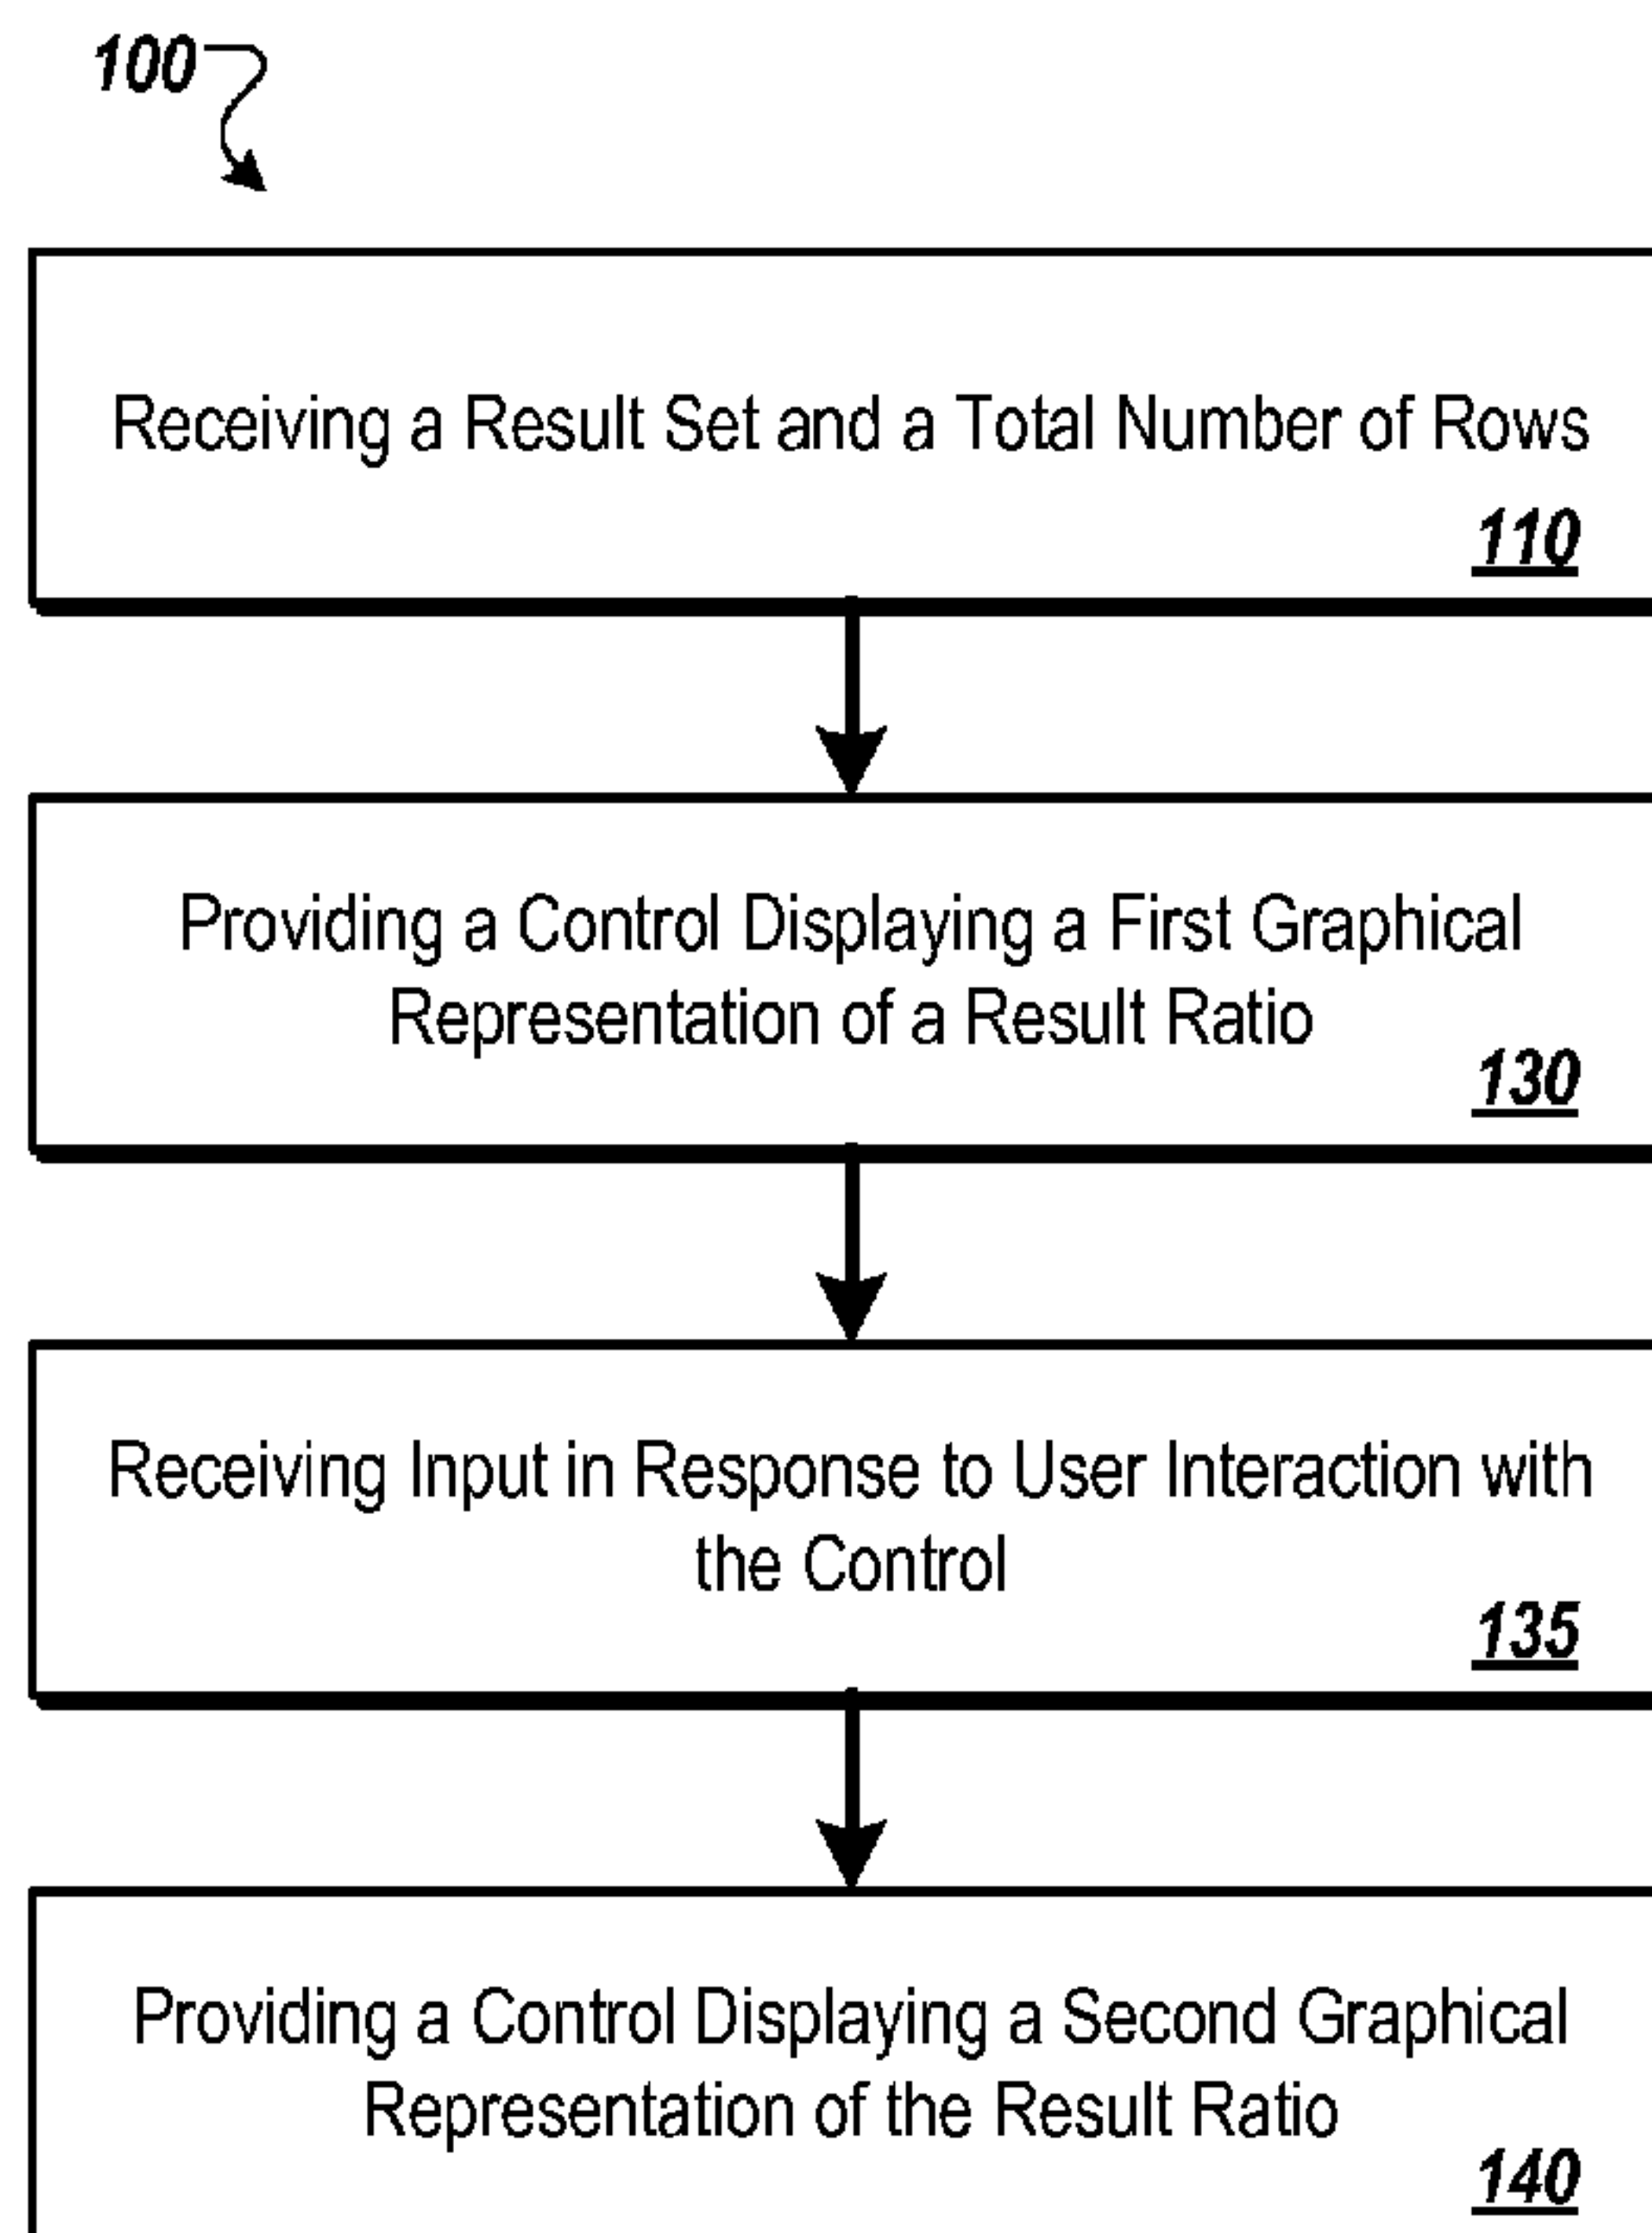 100
Receiving a Result Set and a Total Number of Rows
110
Providing a Control Displaying a First Graphical
Representation of a Result Ratio
130
Receiving Input in Response to User Interaction with
the Control
135
Providing a Control Displaying a Second Graphical
Representation of the Result Ratio
140